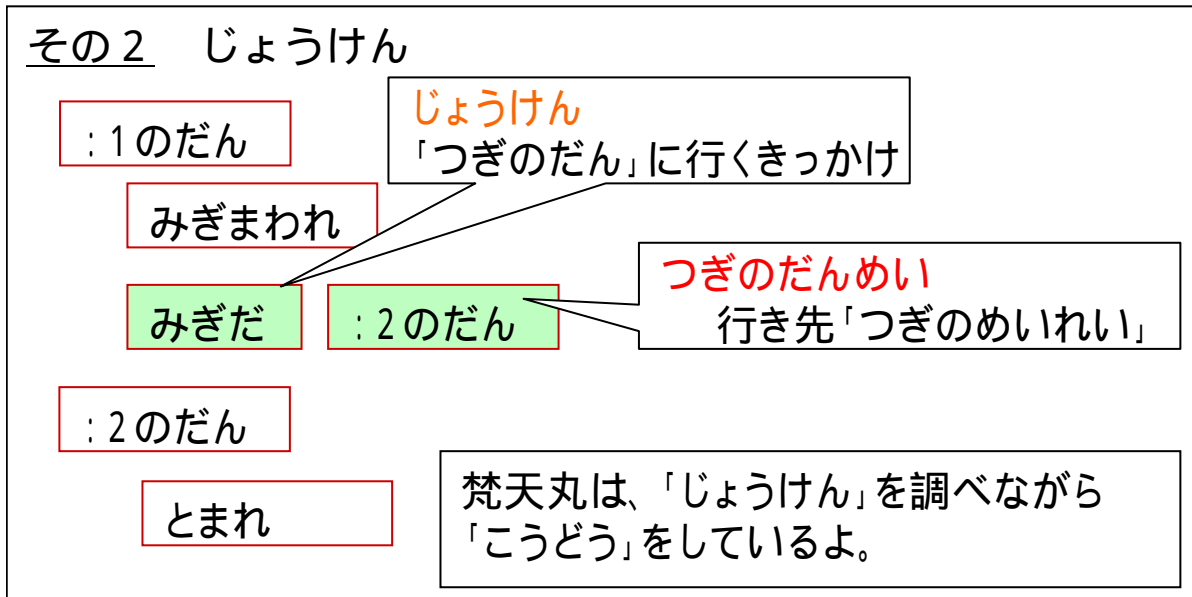 その2 じょうけん
じょうけん
「つぎのだん」に行くきっかけ
:1のだん
みぎまわれ
みぎだ :2のだん
つぎのだんめい
行き先「つぎのめいれい」
:2のだん
とまれ
梵天丸は、「じょうけん」を調べながら
「こうどう」をしているよ。